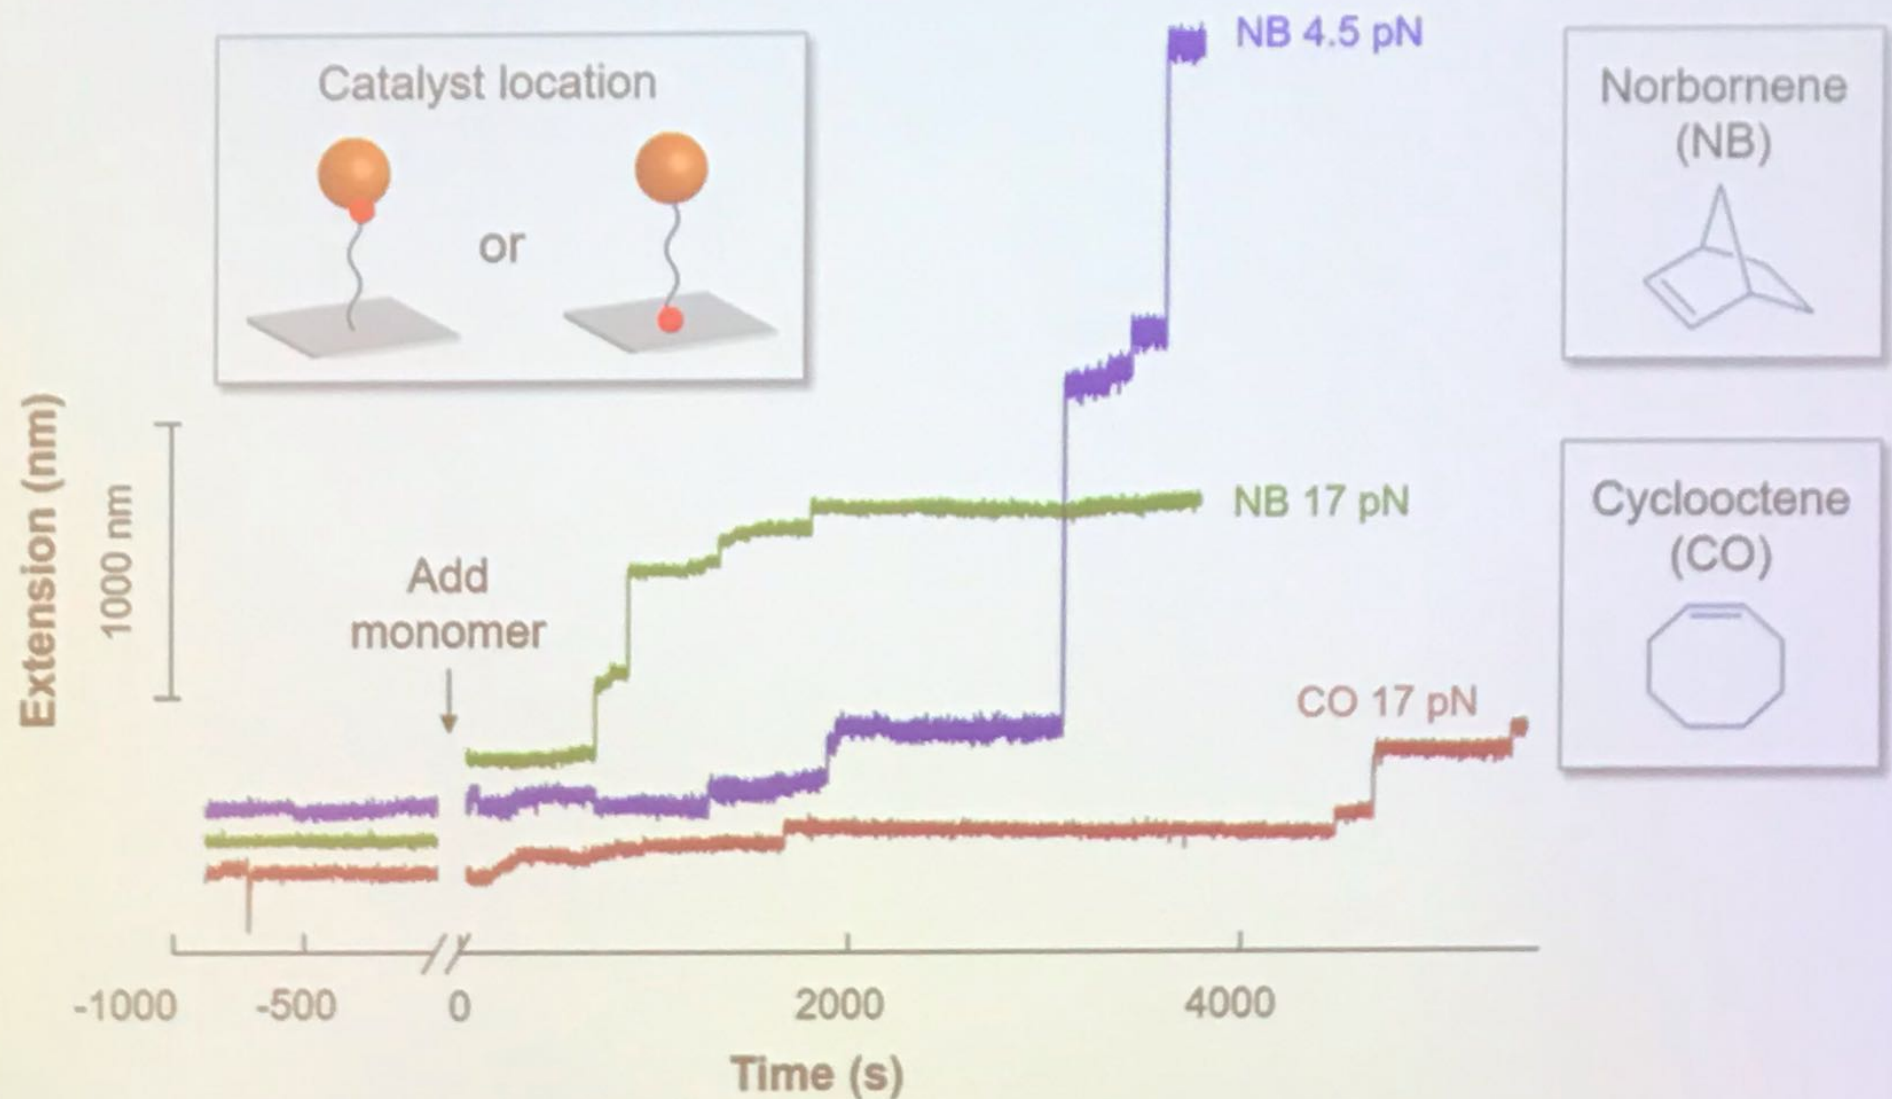 Catalyst location
or
NB 4.5 pN
Norbornene
(NB)
NB 17 pN
Cyclooctene
(CO)
Add
monomer
CO 17 pN
Extension (nm)
1000 nm
-1000
-500
0
2000
4000
Time (s)